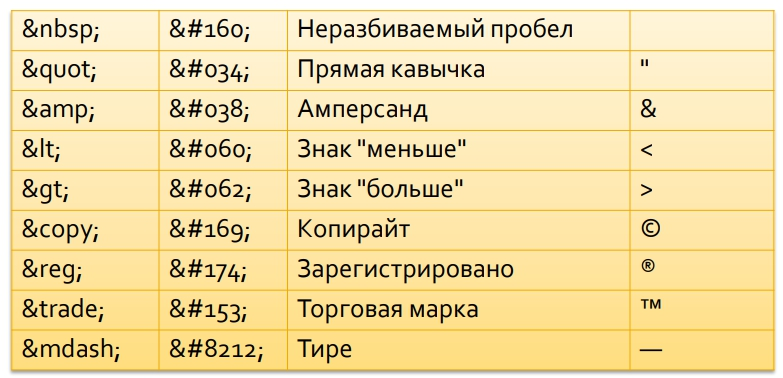 &nbsp; &#160; Неразбиваемый пробел
&quot; &#034; Прямая кавычка "
&amp; &#038; Амперсанд &
&lt; &#060; Знак "меньше" <
&gt; &#062; Знак "больше" >
&copy; &#169; Копирайт ©
&reg; &#174; Зарегистрировано ®
&trade; &#153; Торговая марка ™
&mdash; &#8212; Тире —